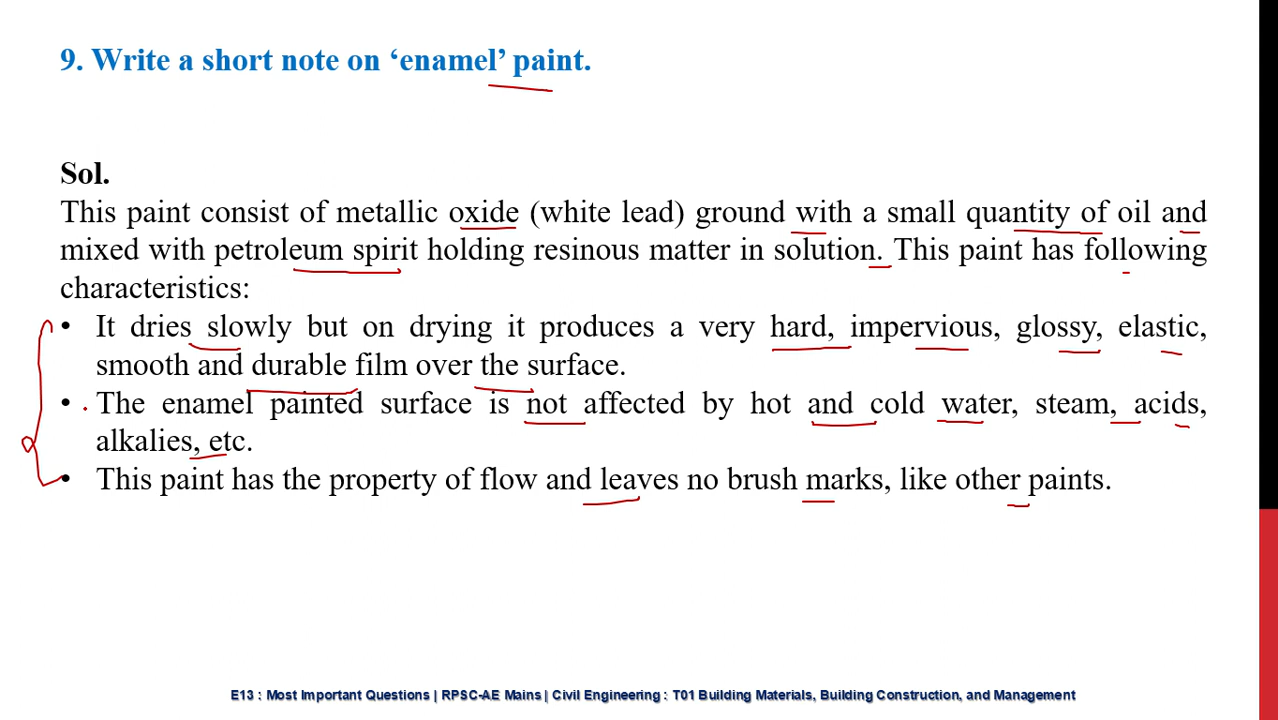 9. Write a short note on ‘enamel’ paint.
Sol.
This paint consist of metallic oxide (white lead) ground with a small quantity of oil and
mixed with petroleum spirit holding resinous matter in solution. This paint has following
characteristics:
• It dries slowly but on drying it produces a very hard, impervious, glossy, elastic,
smooth and durable film over the surface.
• The enamel painted surface is not affected by hot and cold water, steam, acids,
alkalies, etc.
• This paint has the property of flow and leaves no brush marks, like other paints.
E13 : Most Important Questions | RPSC-AE Mains | Civil Engineering : T01 Building Materials, Building Construction, and Management